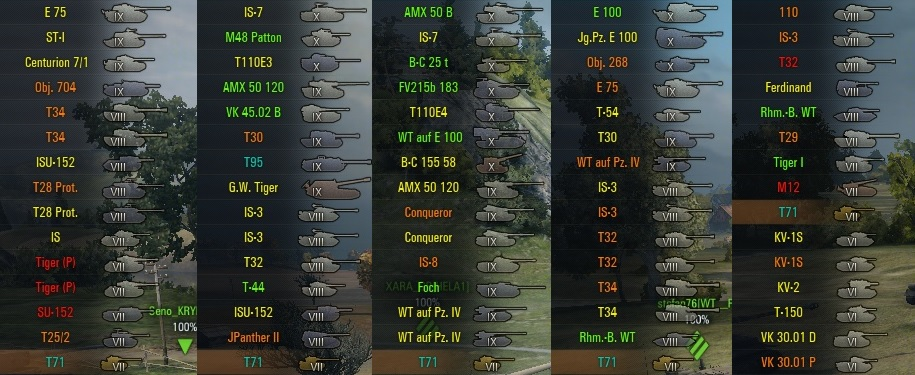 E 75 IX
ST-I IX
Centurion 7/1 IX
Obj. 704 IX
T34 VIII
T34 VIII
ISU-152 VIII
T28 Prot. VIII
T28 Prot. VIII
IS VII
Tiger (P) VII
Tiger (P) VII
SU-152 VII
T25/2 VII
T71 VII
100%
IS-7 X
M48 Patton X
T110E3 X
AMX 50 120 IX
VK 45.02 B IX
T30 IX
T95 IX
G.W. Tiger IX
IS-3 VIII
IS-3 VIII
T32 VIII
T-44 VIII
ISU-152 VIII
JPanther II VIII
T71 VII
AMX 50 B X
IS-7 X
B-C 25 t X
FV215b 183 X
T110E4 X
WT auf E 100 X
B-C 155 58 X
AMX 50 120 IX
Conqueror IX
Conqueror IX
IS-8 IX
Foch IX
WT auf Pz. IV IX
WT auf Pz. IV IX
T71 VII
100%
E 100 X
Jg.Pz. E 100 X
Obj. 268 X
E 75 IX
T-54 IX
T30 IX
WT auf Pz. IV IX
IS-3 VIII
IS-3 VIII
T32 VIII
T32 VIII
T34 VIII
T34 VIII
Rhm.-B. WT VIII
T71 VII
100%
110 VIII
IS-3 VIII
T32 VIII
Ferdinand VIII
Rhm.-B. WT VIII
T29 VII
Tiger I VII
M12 VII
T71 VII
KV-1S VI
KV-1S VI
KV-2 VI
T-150 VI
VK 30.01 D VI
VK 30.01 P VI